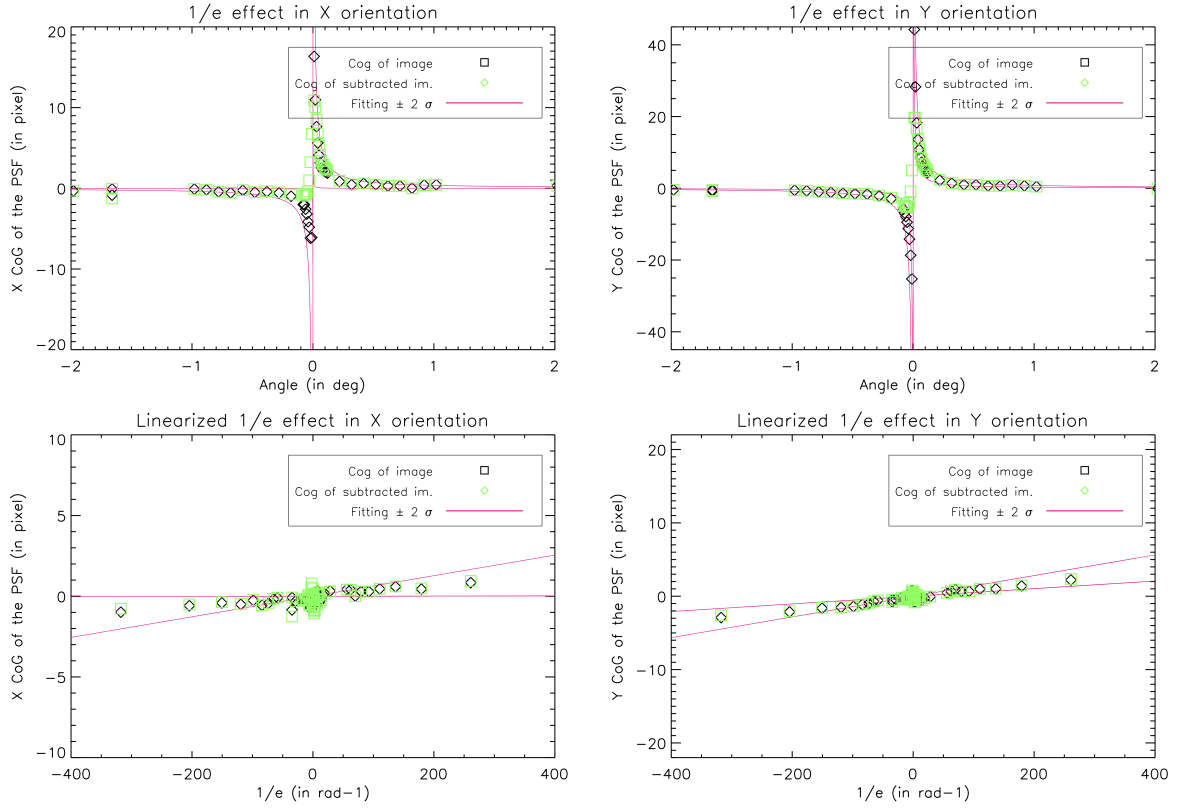 1/e effect in X orientation
X CoG of the PSF (in pixel)
20
10
0
−10
−20
Cog of image
Cog of subtracted im.
Fitting ± 2 σ
−2
−1
0
1
2
Angle (in deg)
1/e effect in Y orientation
Y CoG of the PSF (in pixel)
40
20
0
−20
−40
Cog of image
Cog of subtracted im.
Fitting ± 2 σ
−2
−1
0
1
2
Angle (in deg)
Linearized 1/e effect in X orientation
X CoG of the PSF (in pixel)
10
5
0
−5
−10
Cog of image
Cog of subtracted im.
Fitting ± 2 σ
−400
−200
0
200
400
1/e (in rad−1)
Linearized 1/e effect in Y orientation
Y CoG of the PSF (in pixel)
20
10
0
−10
−20
Cog of image
Cog of subtracted im.
Fitting ± 2 σ
−400
−200
0
200
400
1/e (in rad−1)